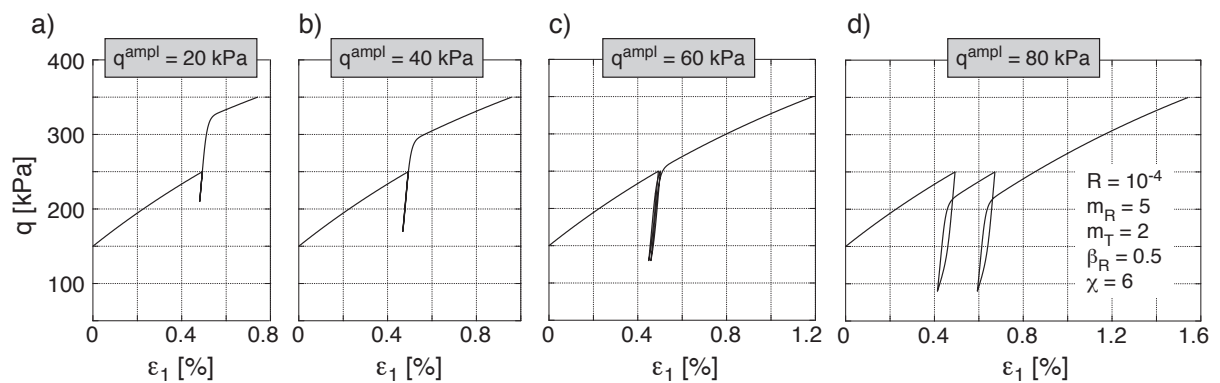 a)
q^ampl = 20 kPa
b)
q^ampl = 40 kPa
c)
q^ampl = 60 kPa
d)
q^ampl = 80 kPa
q [kPa]
400
300
200
100
R = 10^-4
m_R = 5
m_T = 2
β_R = 0.5
χ = 6
0 0.4 0.8
0 0.4 0.8
0 0.4 0.8 1.2
0 0.4 0.8 1.2 1.6
ε_1 [%]
ε_1 [%]
ε_1 [%]
ε_1 [%]